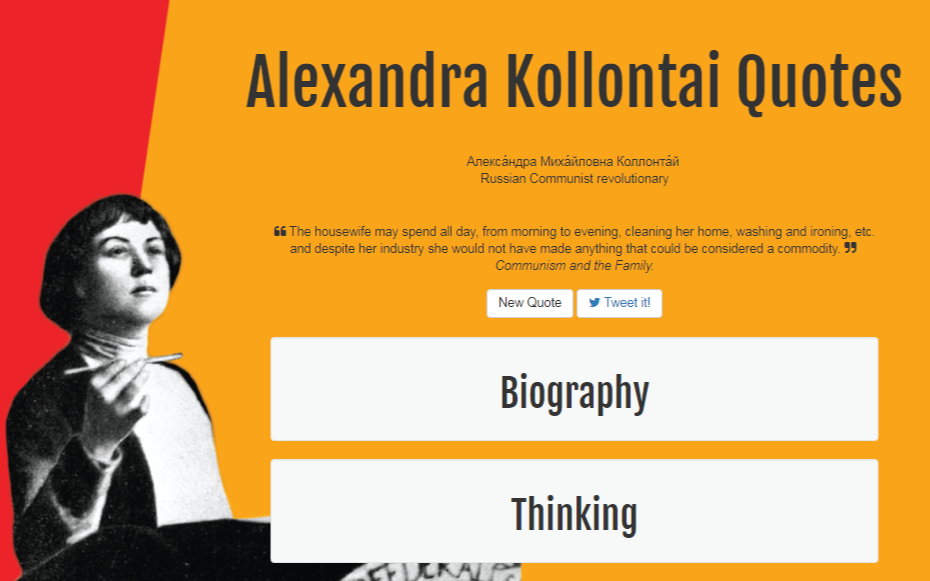 Alexandra Kollontai Quotes
Алекса́ндра Миха́йловна Коллонта́й
Russian Communist revolutionary
❝ The housewife may spend all day, from morning to evening, cleaning her home, washing and ironing, etc.
and despite her industry she would not have made anything that could be considered a commodity. ❞
Communism and the Family.
New Quote
Tweet it!
Biography
Thinking